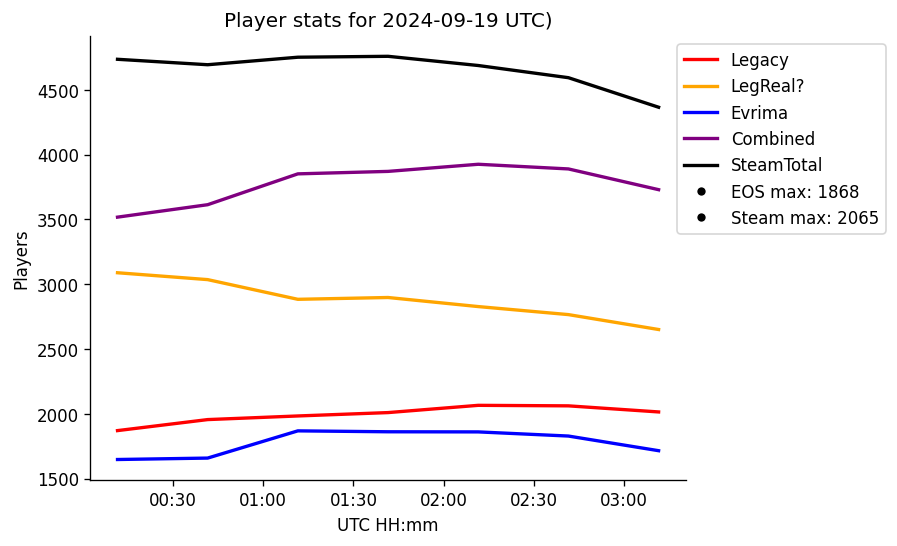 Player stats for 2024-09-19 UTC)
Legacy
LegReal?
Evrima
Combined
SteamTotal
EOS max: 1868
Steam max: 2065
Players
4500
4000
3500
3000
2500
2000
1500
00:30 01:00 01:30 02:00 02:30 03:00
UTC HH:mm